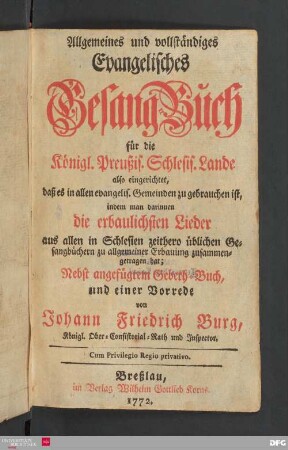 Allgemeines und vollständiges
Evangelisches
Gesang-Buch
für die
Königl. Preußis. Schlesis. Lande
also eingerichtet,
daß es in allen evangelis. Gemeinden zu gebrauchen ist,
indem man darinnen
die erbaulichsten Lieder
aus allen in Schlesien zeithero üblichen Ge-
sangbüchern zu allgemeiner Erbauung zusammen-
getragen hat;
Nebst angefügtem Gebeth-Buch,
und einer Vorrede
von
Johann Friedrich Burg,
Königl. Ober-Consistorial-Rath und Inspector.
Cum Privilegio Regio privativo.
Breßlau,
im Verlag Wilhelm Gottlieb Korns.
1772.